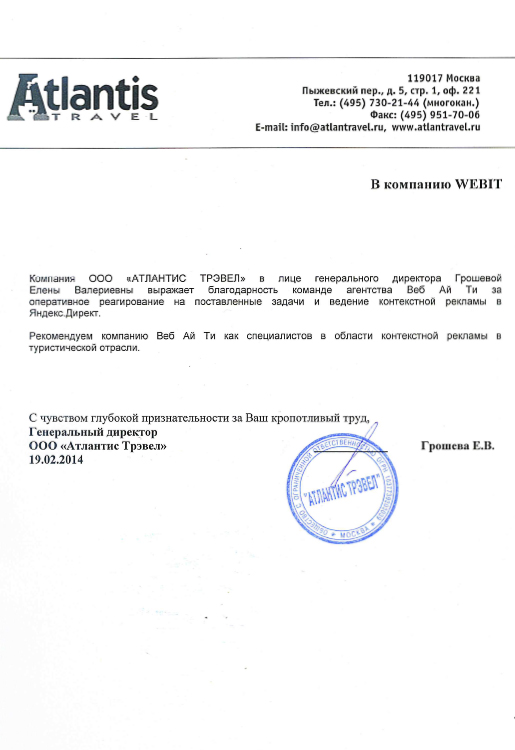 Atlantis
TRAVEL
119017 Москва
Пыжевский пер., д. 5, стр. 1, оф. 221
Тел.: (495) 730-21-44 (многокан.)
Факс: (495) 951-70-06
E-mail: info@atlantravel.ru, www.atlantravel.ru
В компанию WEBIT
Компания ООО «АТЛАНТИС ТРЭВЕЛ» в лице генерального директора Грошевой
Елены Валериевны выражает благодарность команде агентства Веб Ай Ти за
оперативное реагирование на поставленные задачи и ведение контекстной рекламы в
Яндекс.Директ.
Рекомендуем компанию Веб Ай Ти как специалистов в области контекстной рекламы в
туристической отрасли.
С чувством глубокой признательности за Ваш кропотливый труд,
Генеральный директор
ООО «Атлантис Трэвел»
Грошева Е.В.
19.02.2014
ОБЩЕСТВО С ОГРАНИЧЕННОЙ ОТВЕТСТВЕННОСТЬЮ
"АТЛАНТИС ТРЭВЕЛ"
МОСКВА